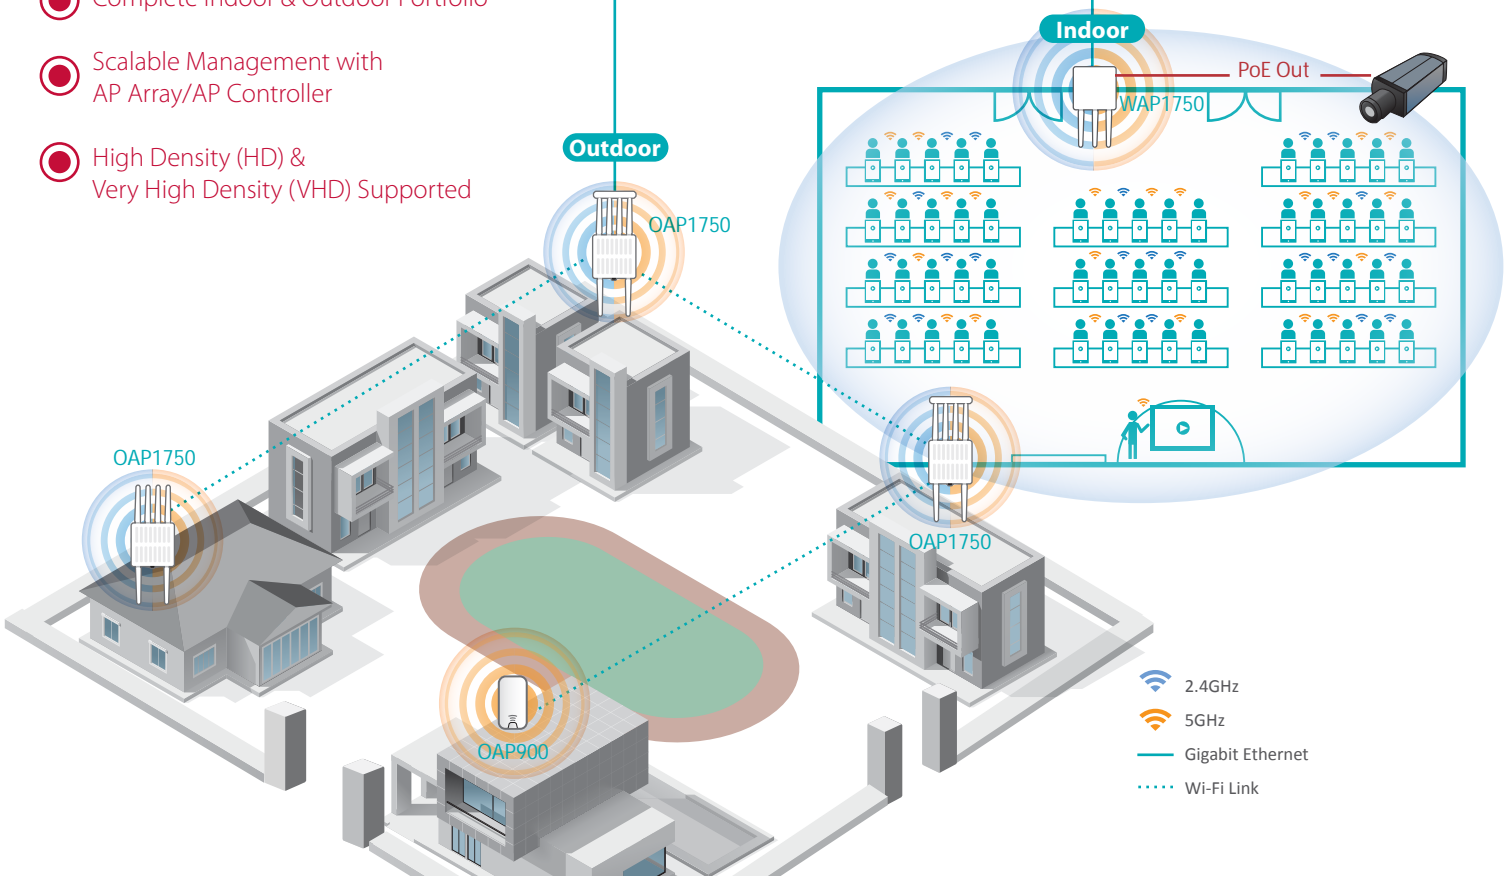 Complete Indoor & Outdoor Portfolio
Scalable Management with
AP Array/AP Controller
High Density (HD) &
Very High Density (VHD) Supported
Outdoor
OAP1750
Indoor
PoE Out
WAP1750
OAP1750
OAP1750
OAP900
2.4GHz
5GHz
Gigabit Ethernet
Wi-Fi Link